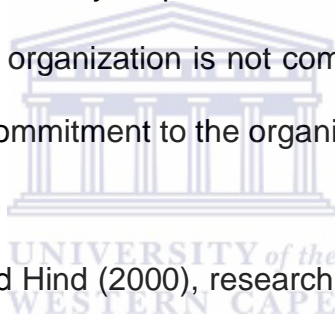 organization is not com
ommitment to the organi
UNIVERSITY of the
d Hind (2000), research
WESTERN CAPE